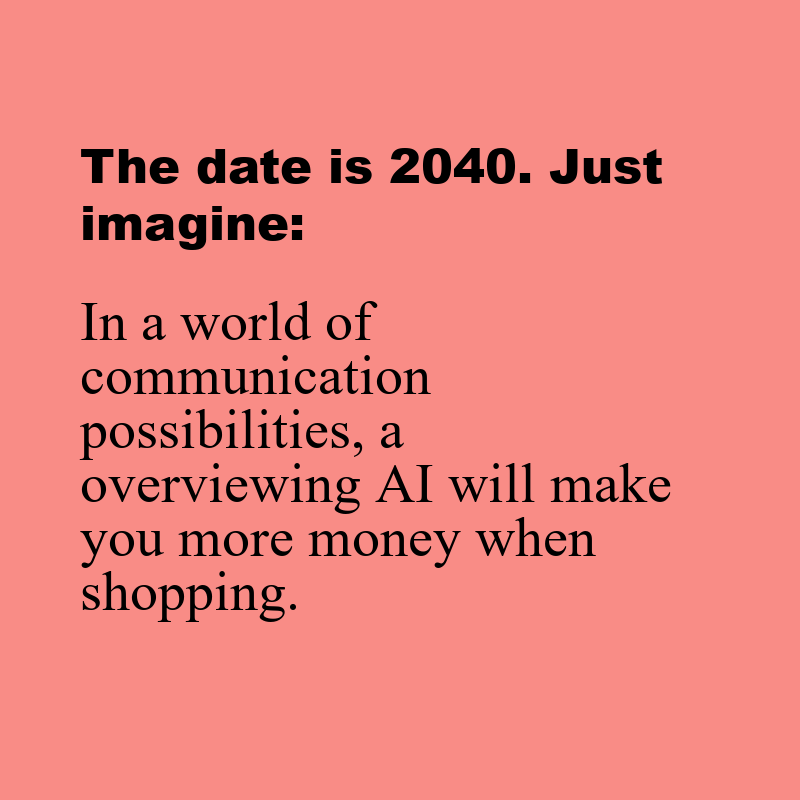 The date is 2040. Just
imagine:
In a world of
communication
possibilities, a
overviewing AI will make
you more money when
shopping.